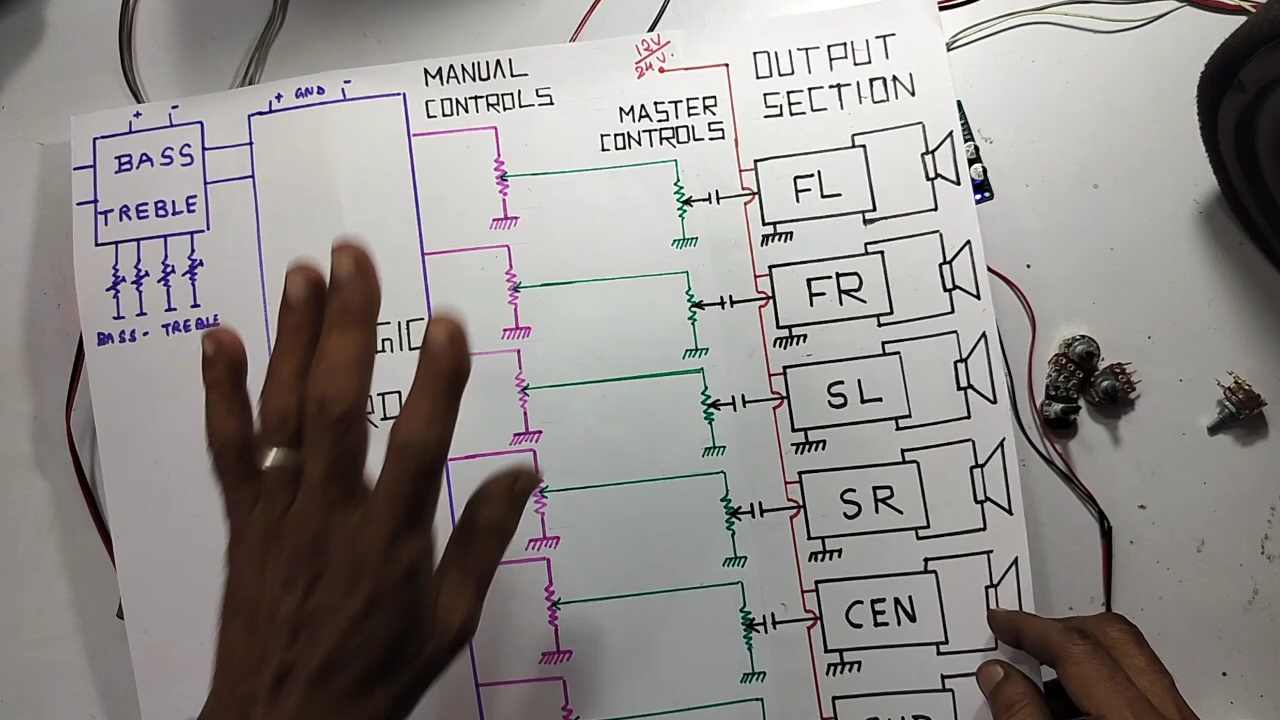 MANUAL
CONTROLS
MASTER
CONTROLS
12V
24V.
OUTPUT
SECTION
+ GND -
+ -
BASS
TREBLE
BASS - TREBLE
FL
FR
SL
SR
CEN